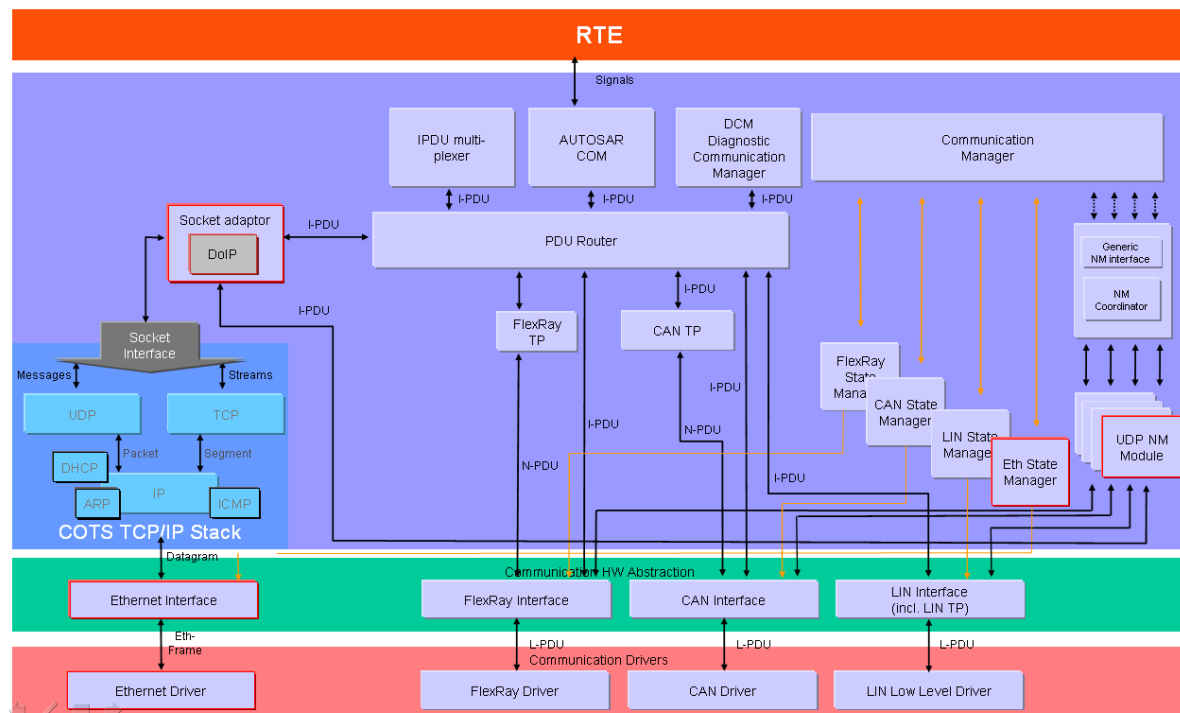 RTE
Signals
IPDU multi-
plexer
AUTOSAR
COM
DCM
Diagnostic
Communication
Manager
Communication
Manager
I-PDU
I-PDU
I-PDU
Socket adaptor
DoIP
I-PDU
PDU Router
Generic
NM interface
NM
Coordinator
I-PDU
I-PDU
FlexRay
TP
CAN TP
I-PDU
Socket
Interface
Messages
Streams
FlexRay
State
Manager
CAN State
Manager
LIN State
Manager
Eth State
Manager
UDP NM
Module
I-PDU
UDP
TCP
I-PDU
N-PDU
Packet
Segment
DHCP
IP
ARP
ICMP
N-PDU
I-PDU
COTS TCP/IP Stack
Datagram
Communication HW Abstraction
Ethernet Interface
FlexRay Interface
CAN Interface
LIN Interface
(incl. LIN TP)
Eth-
Frame
L-PDU
L-PDU
L-PDU
Communication Drivers
Ethernet Driver
FlexRay Driver
CAN Driver
LIN Low Level Driver